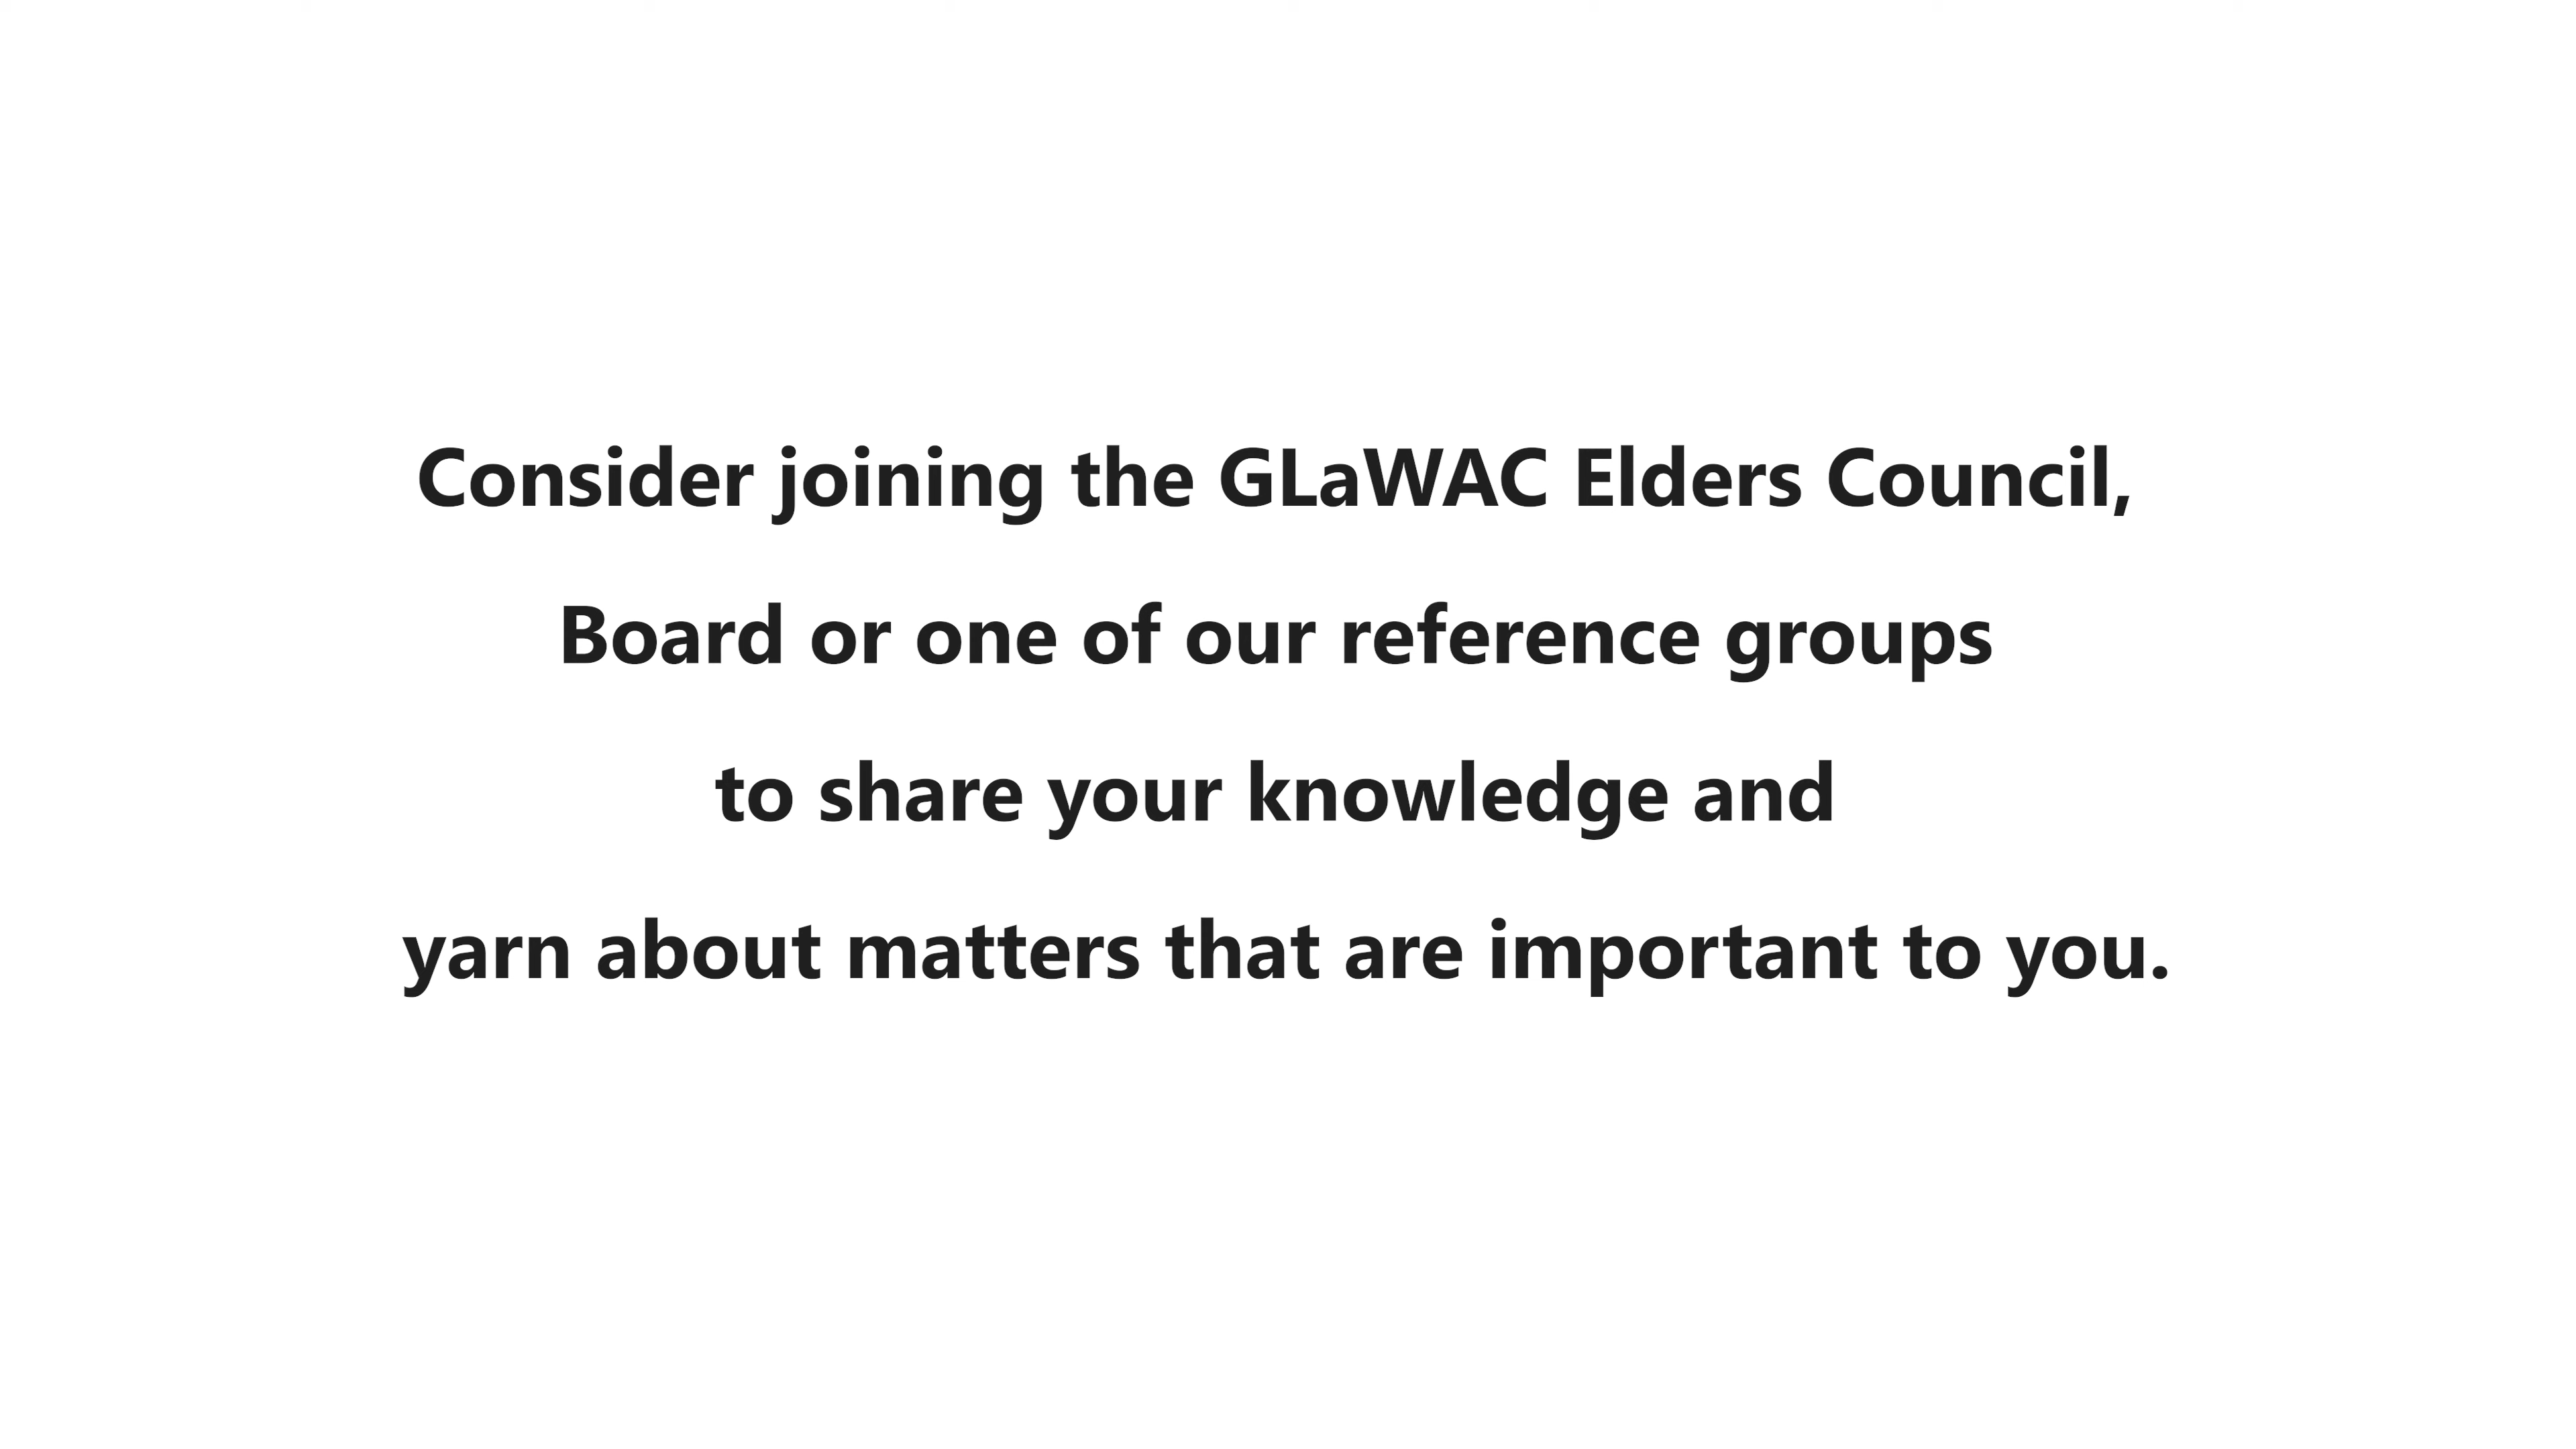 Consider joining the GLaWAC Elders Council,
Board or one of our reference groups
to share your knowledge and
yarn about matters that are important to you.